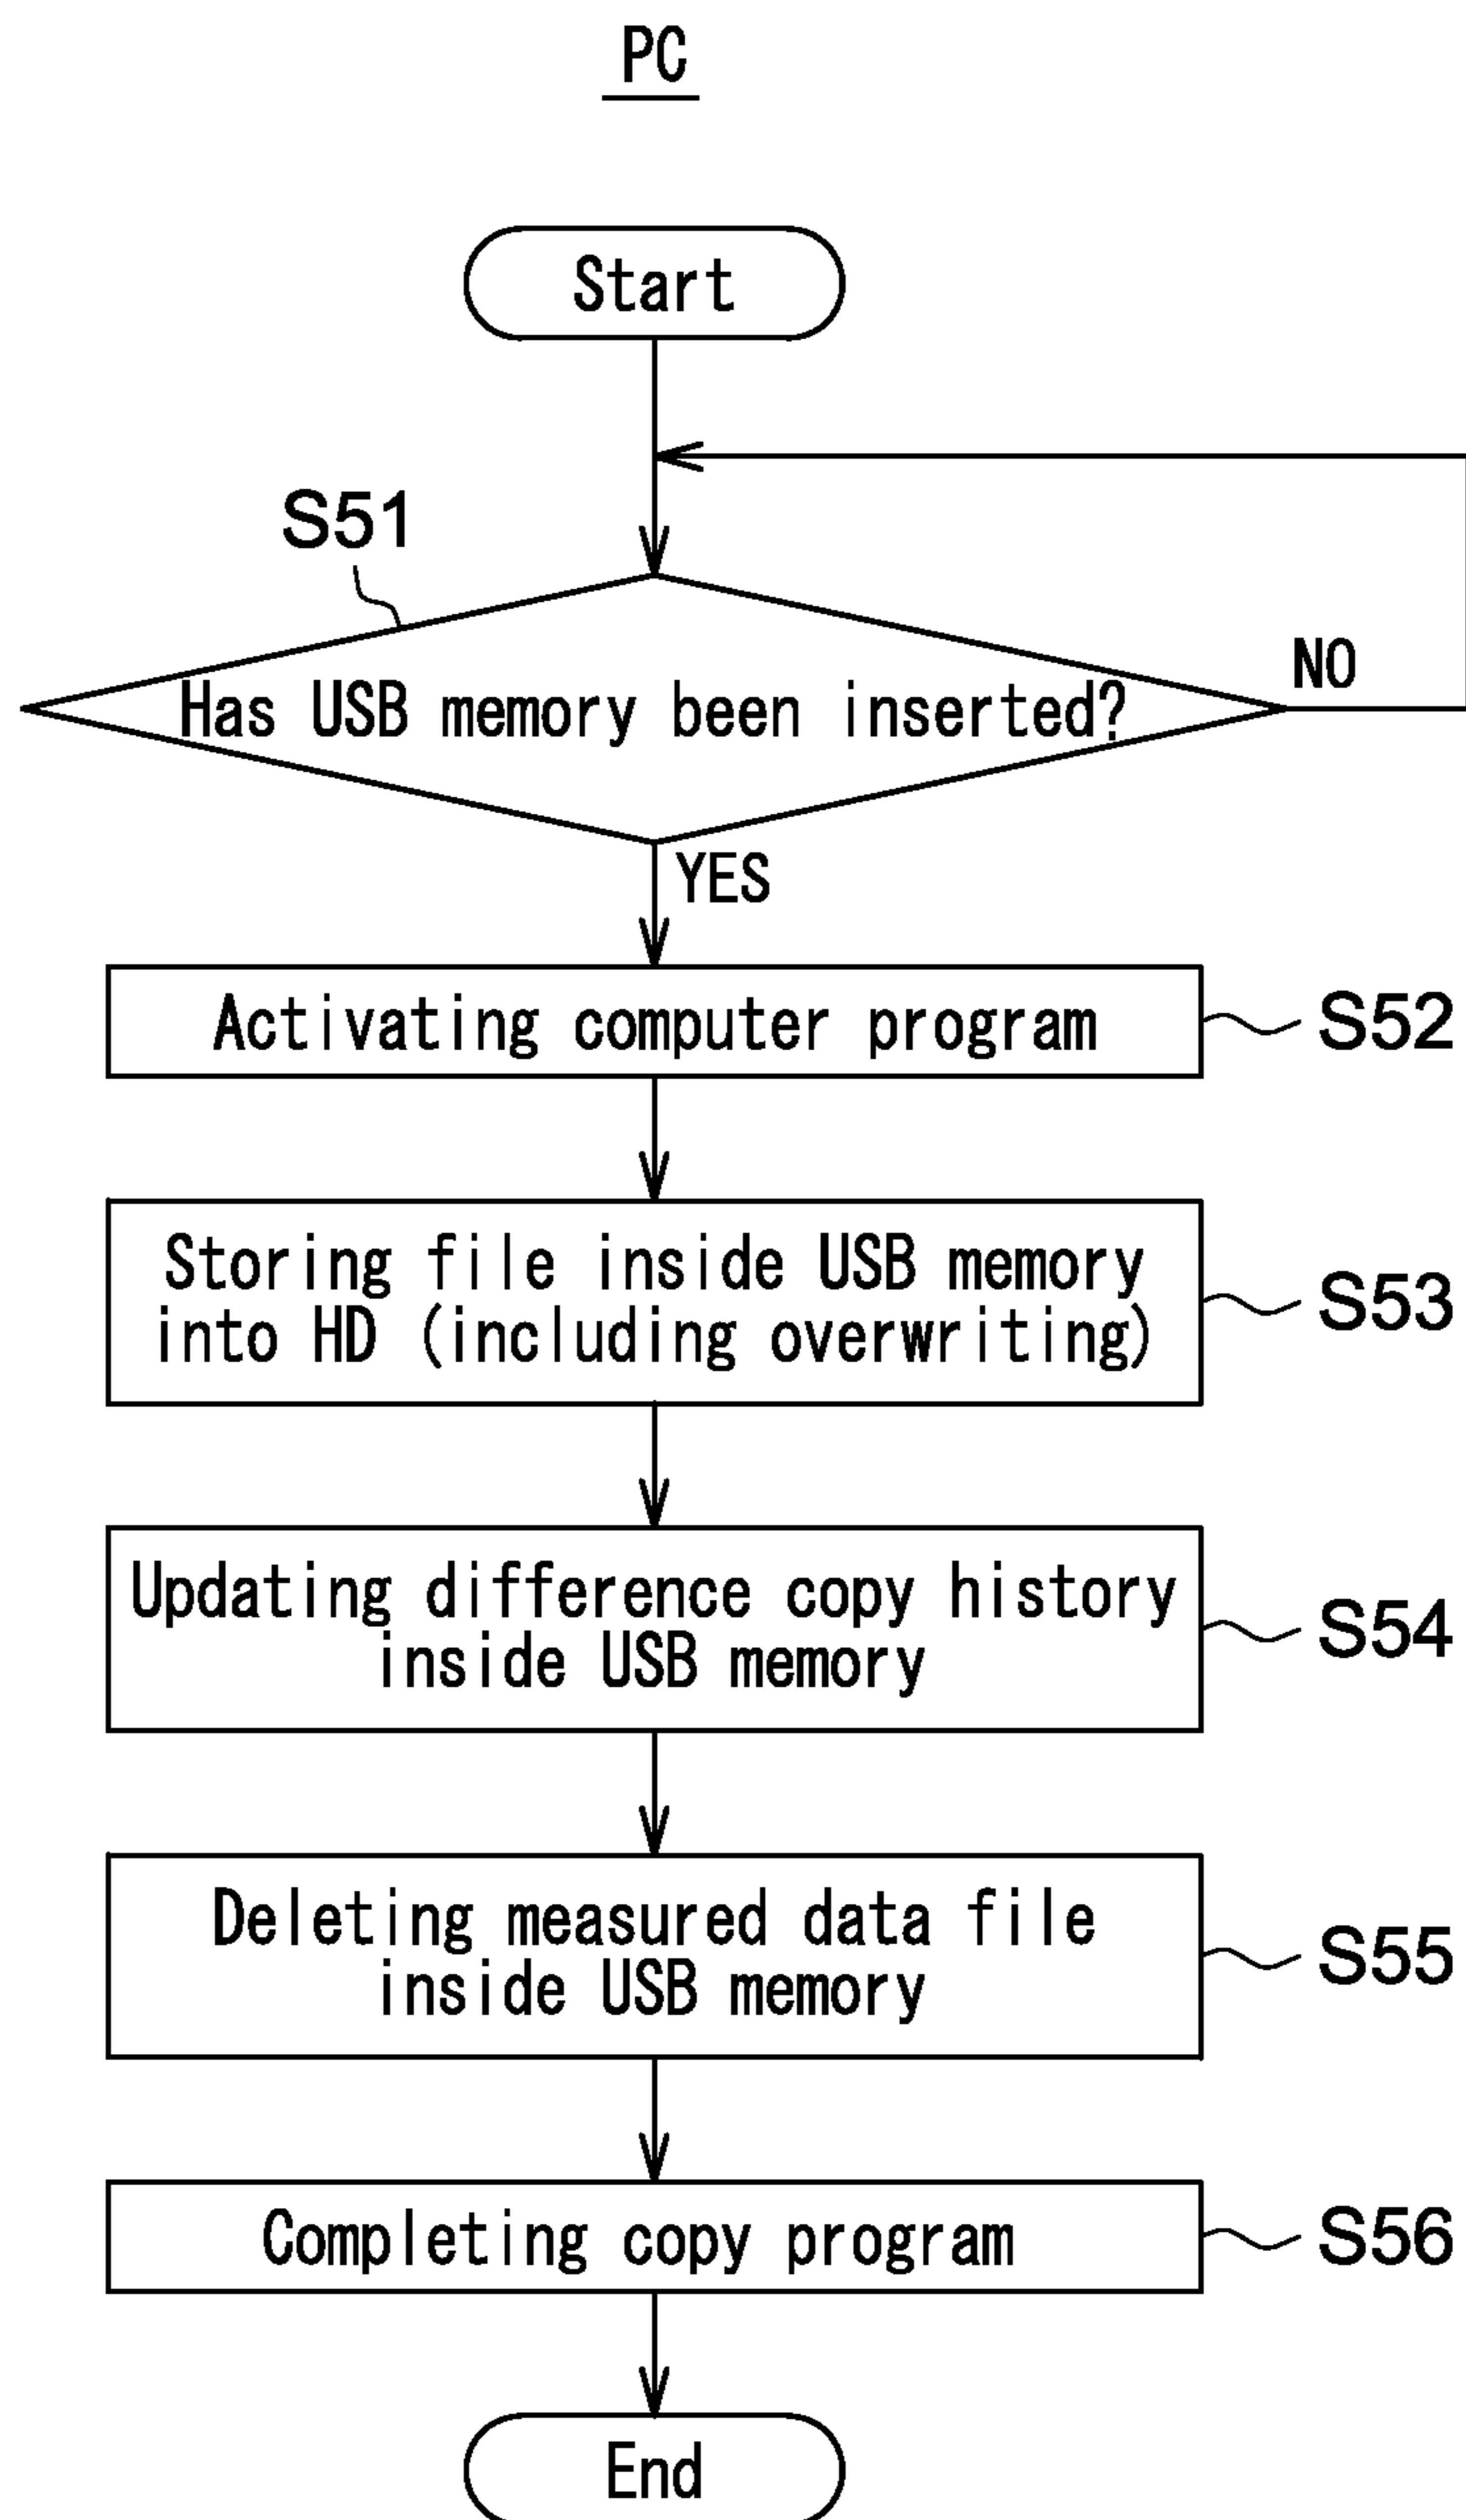 PC
Start
S51
Has USB memory been inserted?
NO
YES
Activating computer program
S52
Storing file inside USB memory
into HD (including overwriting)
S53
Updating difference copy history
inside USB memory
S54
Deleting measured data file
inside USB memory
S55
Completing copy program
S56
End